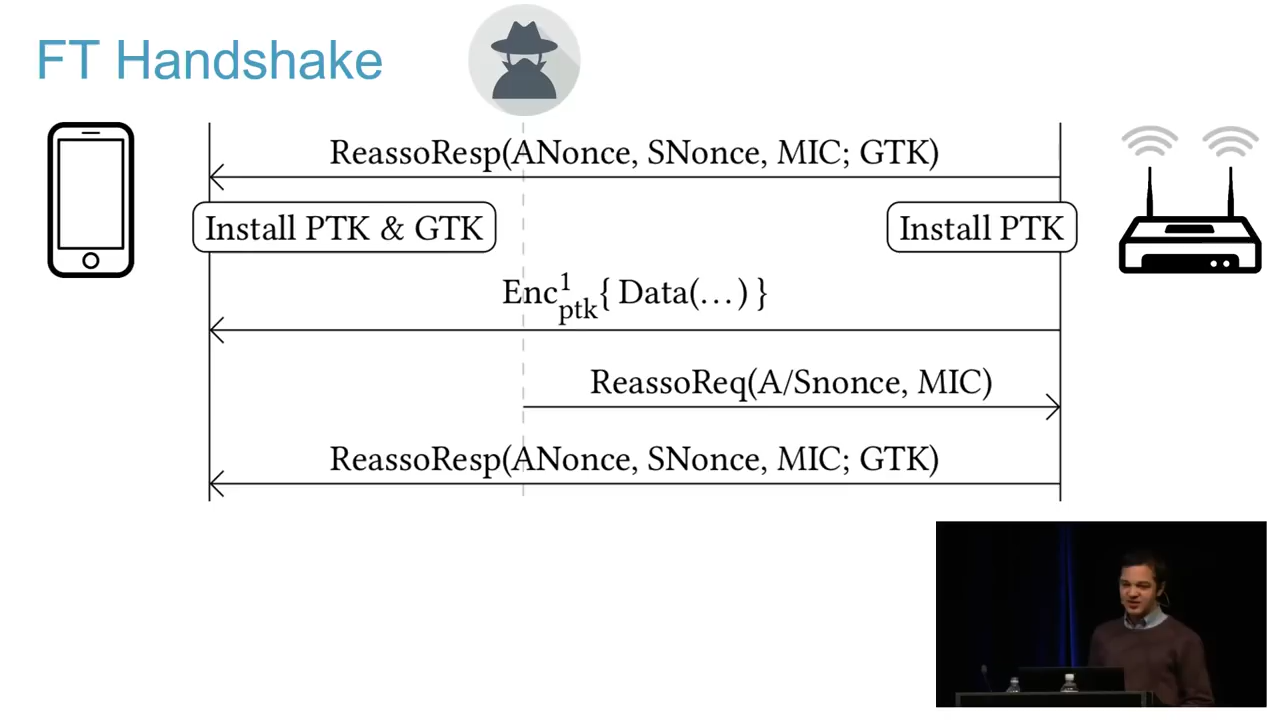 FT Handshake
ReassoResp(ANonce, SNonce, MIC; GTK)
Install PTK & GTK
Install PTK
Enc¹ptk{ Data(…) }
ReassoReq(A/Snonce, MIC)
ReassoResp(ANonce, SNonce, MIC; GTK)